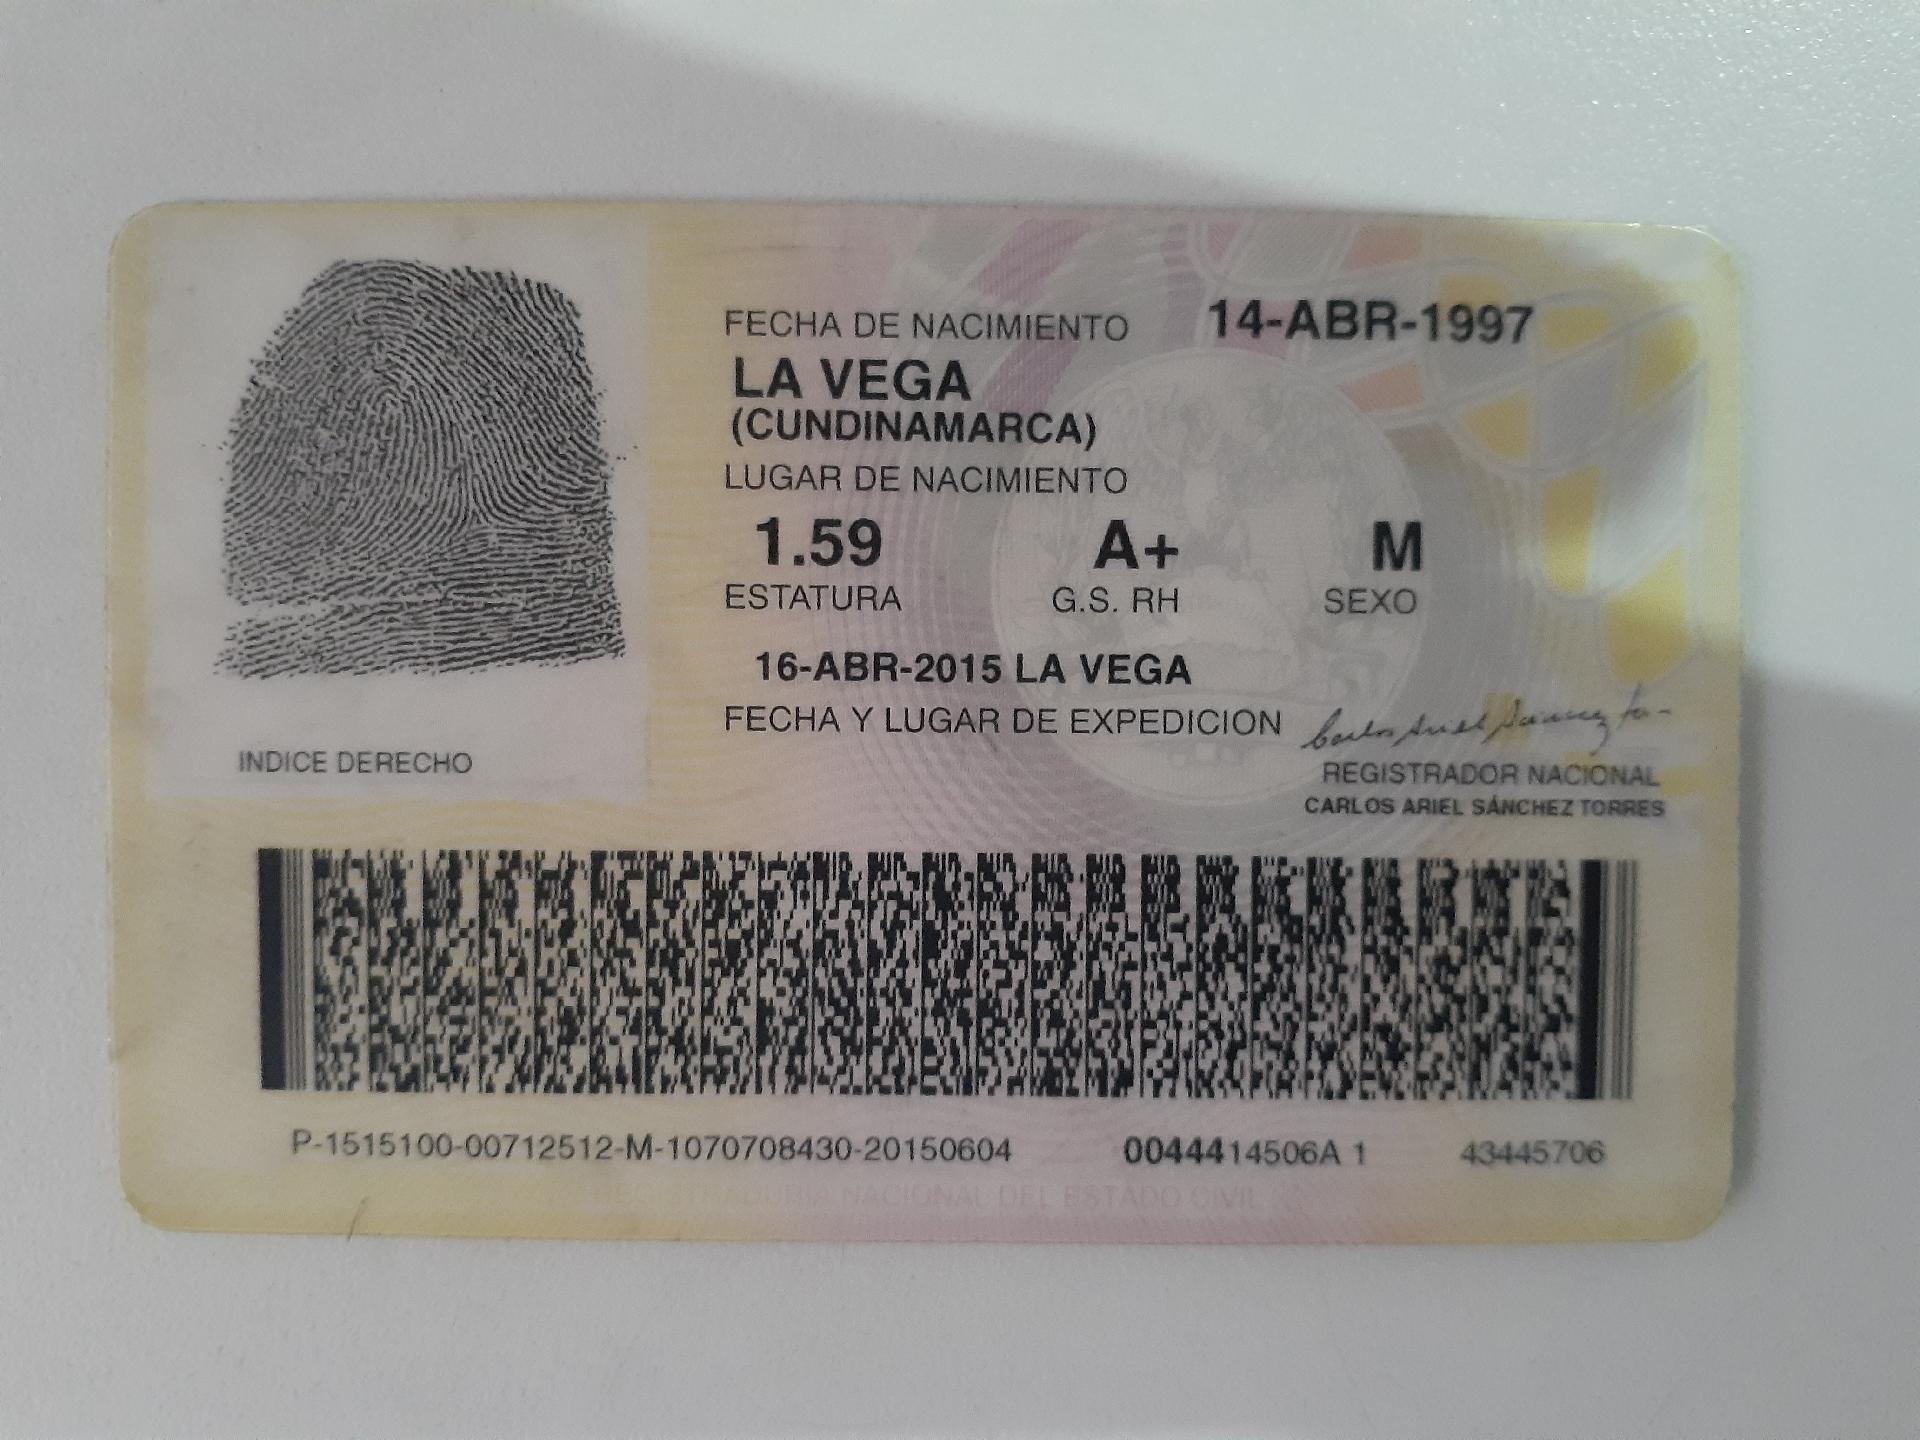 FECHA DE NACIMIENTO 14-ABR-1997
LA VEGA
(CUNDINAMARCA)
LUGAR DE NACIMIENTO
1.59 A+ M
ESTATURA G.S. RH SEXO
16-ABR-2015 LA VEGA
FECHA Y LUGAR DE EXPEDICION
Carlos Ariel Sánchez To-
REGISTRADOR NACIONAL
CARLOS ARIEL SÁNCHEZ TORRES
INDICE DERECHO
P-1515100-00712512-M-1070708430-20150604 0044414506A 1 43445706
REGISTRADURIA NACIONAL DEL ESTADO CIVIL